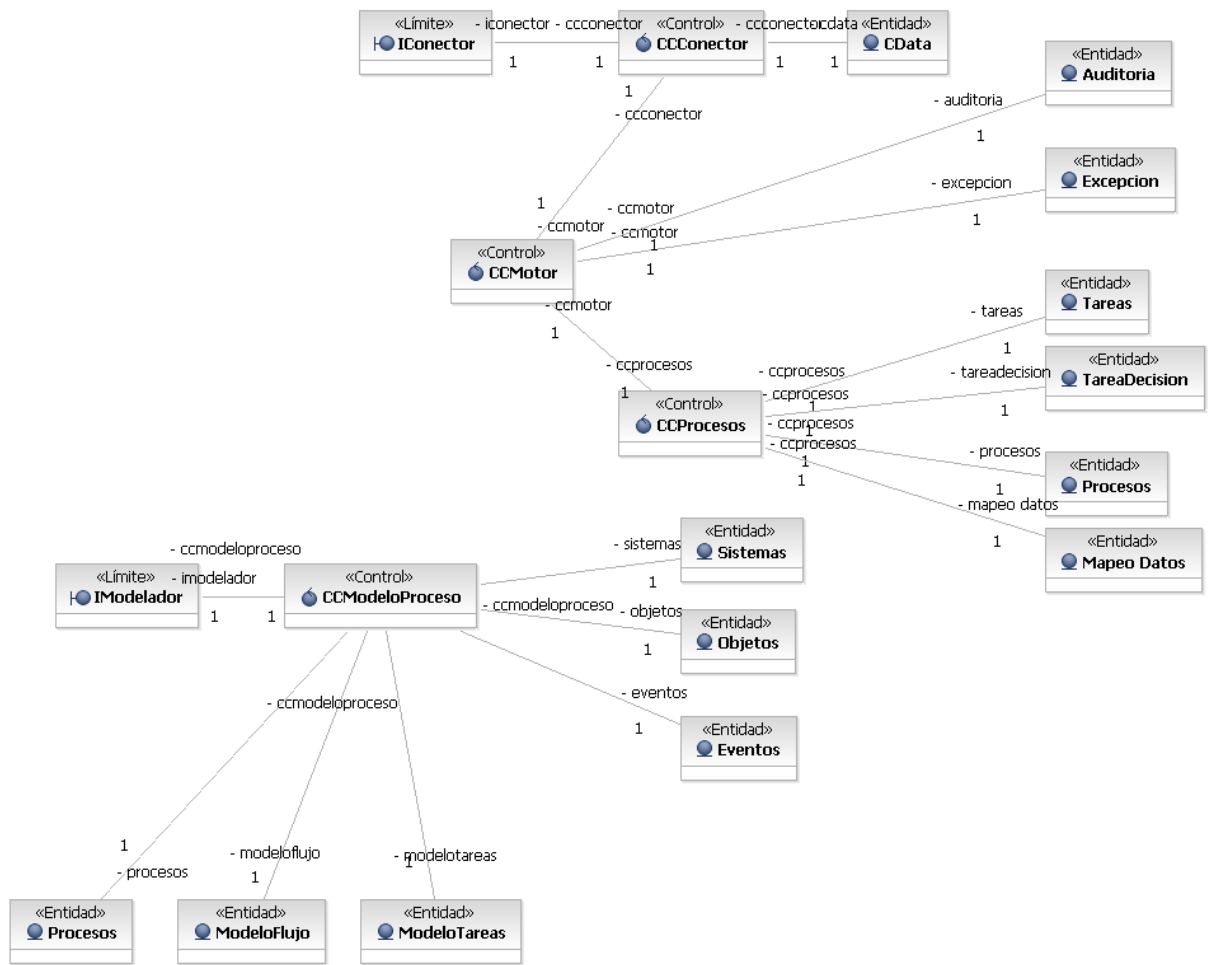 «Límite»
IConector
- iconector
- ccconector
1
1
«Control»
CCConector
- ccconector
- cdata
1
1
«Entidad»
CData
1
- ccconector
1
- ccmotor
«Entidad»
Auditoria
- auditoria
1
- ccmotor
1
«Entidad»
Excepcion
- excepcion
1
- ccmotor
1
«Control»
CCMotor
- ccmotor
1
- ccprocesos
1
«Control»
CCProcesos
«Entidad»
Tareas
- tareas
1
- ccprocesos
1
«Entidad»
TareaDecision
- tareadecision
1
- ccprocesos
1
«Entidad»
Procesos
- procesos
1
- ccprocesos
1
«Entidad»
Mapeo Datos
- mapeo datos
1
- ccprocesos
1
«Límite»
IModelador
- ccmodeloproceso
- imodelador
1
1
«Control»
CCModeloProceso
- sistemas
1
«Entidad»
Sistemas
- ccmodeloproceso
- objetos
1
«Entidad»
Objetos
- eventos
1
«Entidad»
Eventos
- ccmodeloproceso
1
- procesos
- modeloflujo
1
- modelotareas
1
«Entidad»
Procesos
«Entidad»
ModeloFlujo
«Entidad»
ModeloTareas